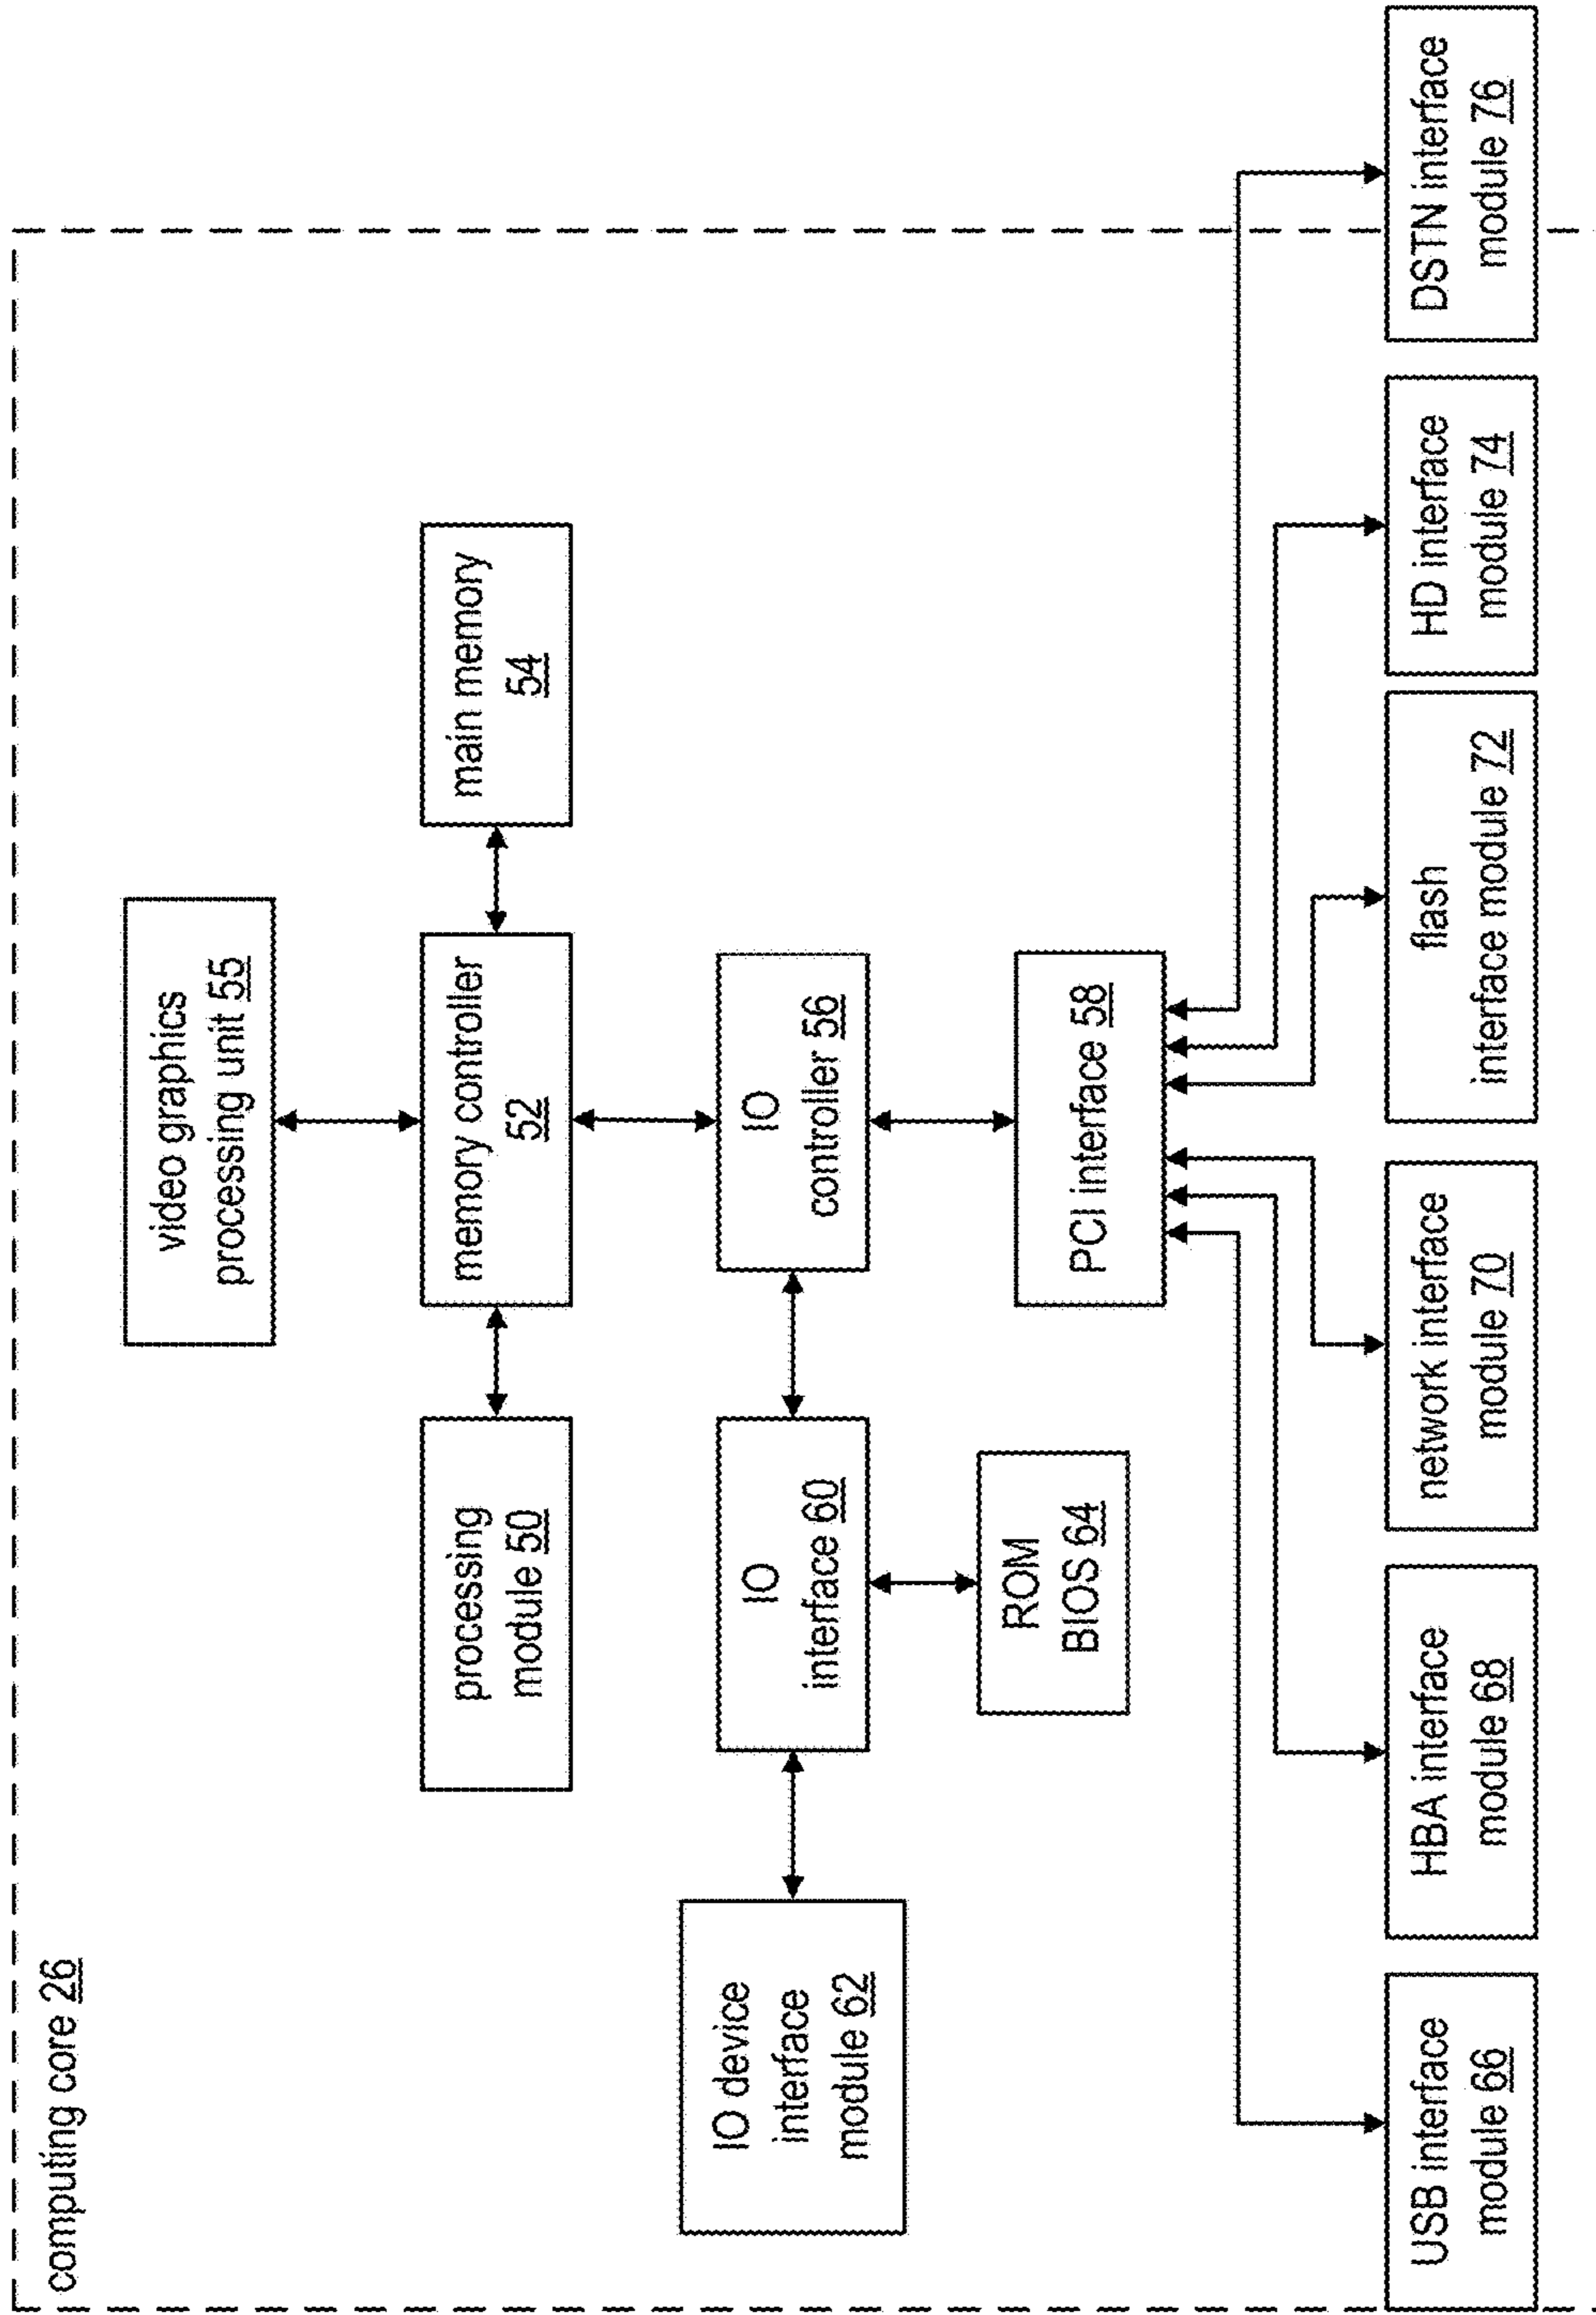 computing core 26
video graphics
processing unit 55
processing
module 50
memory controller
52
main memory
54
IO device
interface
module 62
IO
interface 60
IO
controller 56
ROM
BIOS 64
PCI interface 58
USB interface
module 66
HBA interface
module 68
network interface
module 70
flash
interface module 72
HD interface
module 74
DSTN interface
module 76